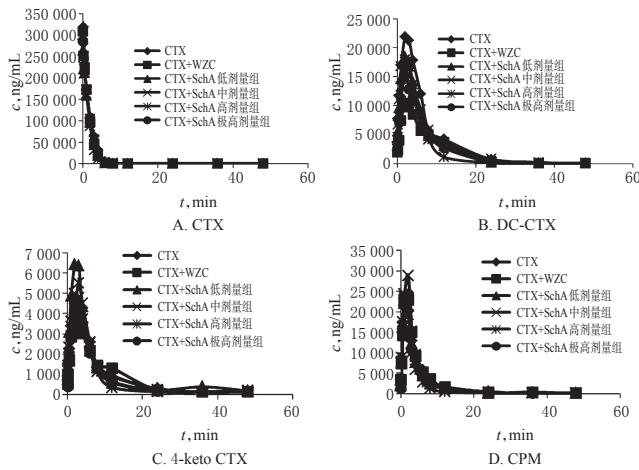 350 000
300 000
250 000
200 000
150 000
100 000
50 000
0
c, ng/mL
CTX
CTX+WZC
CTX+SchA 低剂量组
CTX+SchA 中剂量组
CTX+SchA 高剂量组
CTX+SchA 极高剂量组
0 20 40 60
t, min
A. CTX
25 000
20 000
15 000
10 000
5 000
0
c, ng/mL
CTX
CTX+WZC
CTX+SchA 低剂量组
CTX+SchA 中剂量组
CTX+SchA 高剂量组
CTX+SchA 极高剂量组
0 20 40 60
t, min
B. DC-CTX
7 000
6 000
5 000
4 000
3 000
2 000
1 000
0
c, ng/mL
CTX
CTX+WZC
CTX+SchA 低剂量组
CTX+SchA 中剂量组
CTX+SchA 高剂量组
CTX+SchA 极高剂量组
0 20 40 60
t, min
C. 4-keto CTX
35 000
30 000
25 000
20 000
15 000
10 000
5 000
0
c, ng/mL
CTX
CTX+WZC
CTX+SchA 低剂量组
CTX+SchA 中剂量组
CTX+SchA 高剂量组
CTX+SchA 极高剂量组
0 20 40 60
t, min
D. CPM